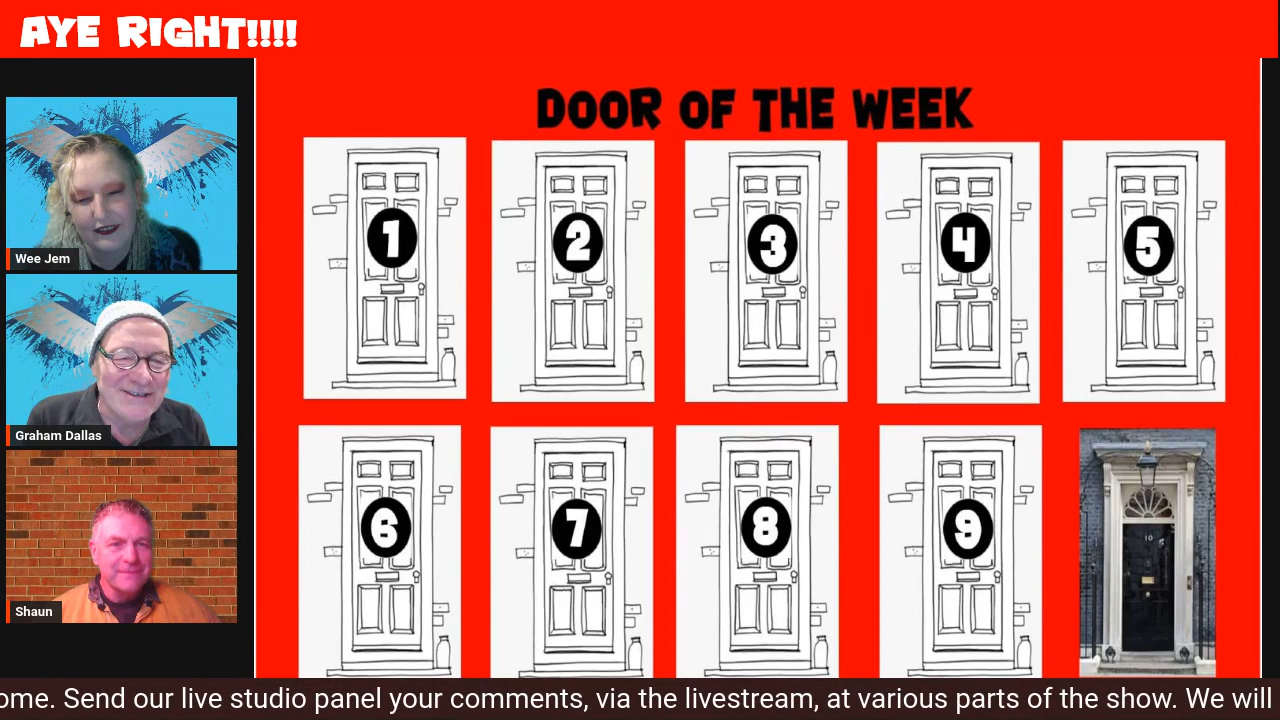 AYE RIGHT!!!!
DOOR OF THE WEEK
1 2 3 4 5
Wee Jem
Graham Dallas
6 7 8 9 10
Shaun
ome. Send our live studio panel your comments, via the livestream, at various parts of the show. We will